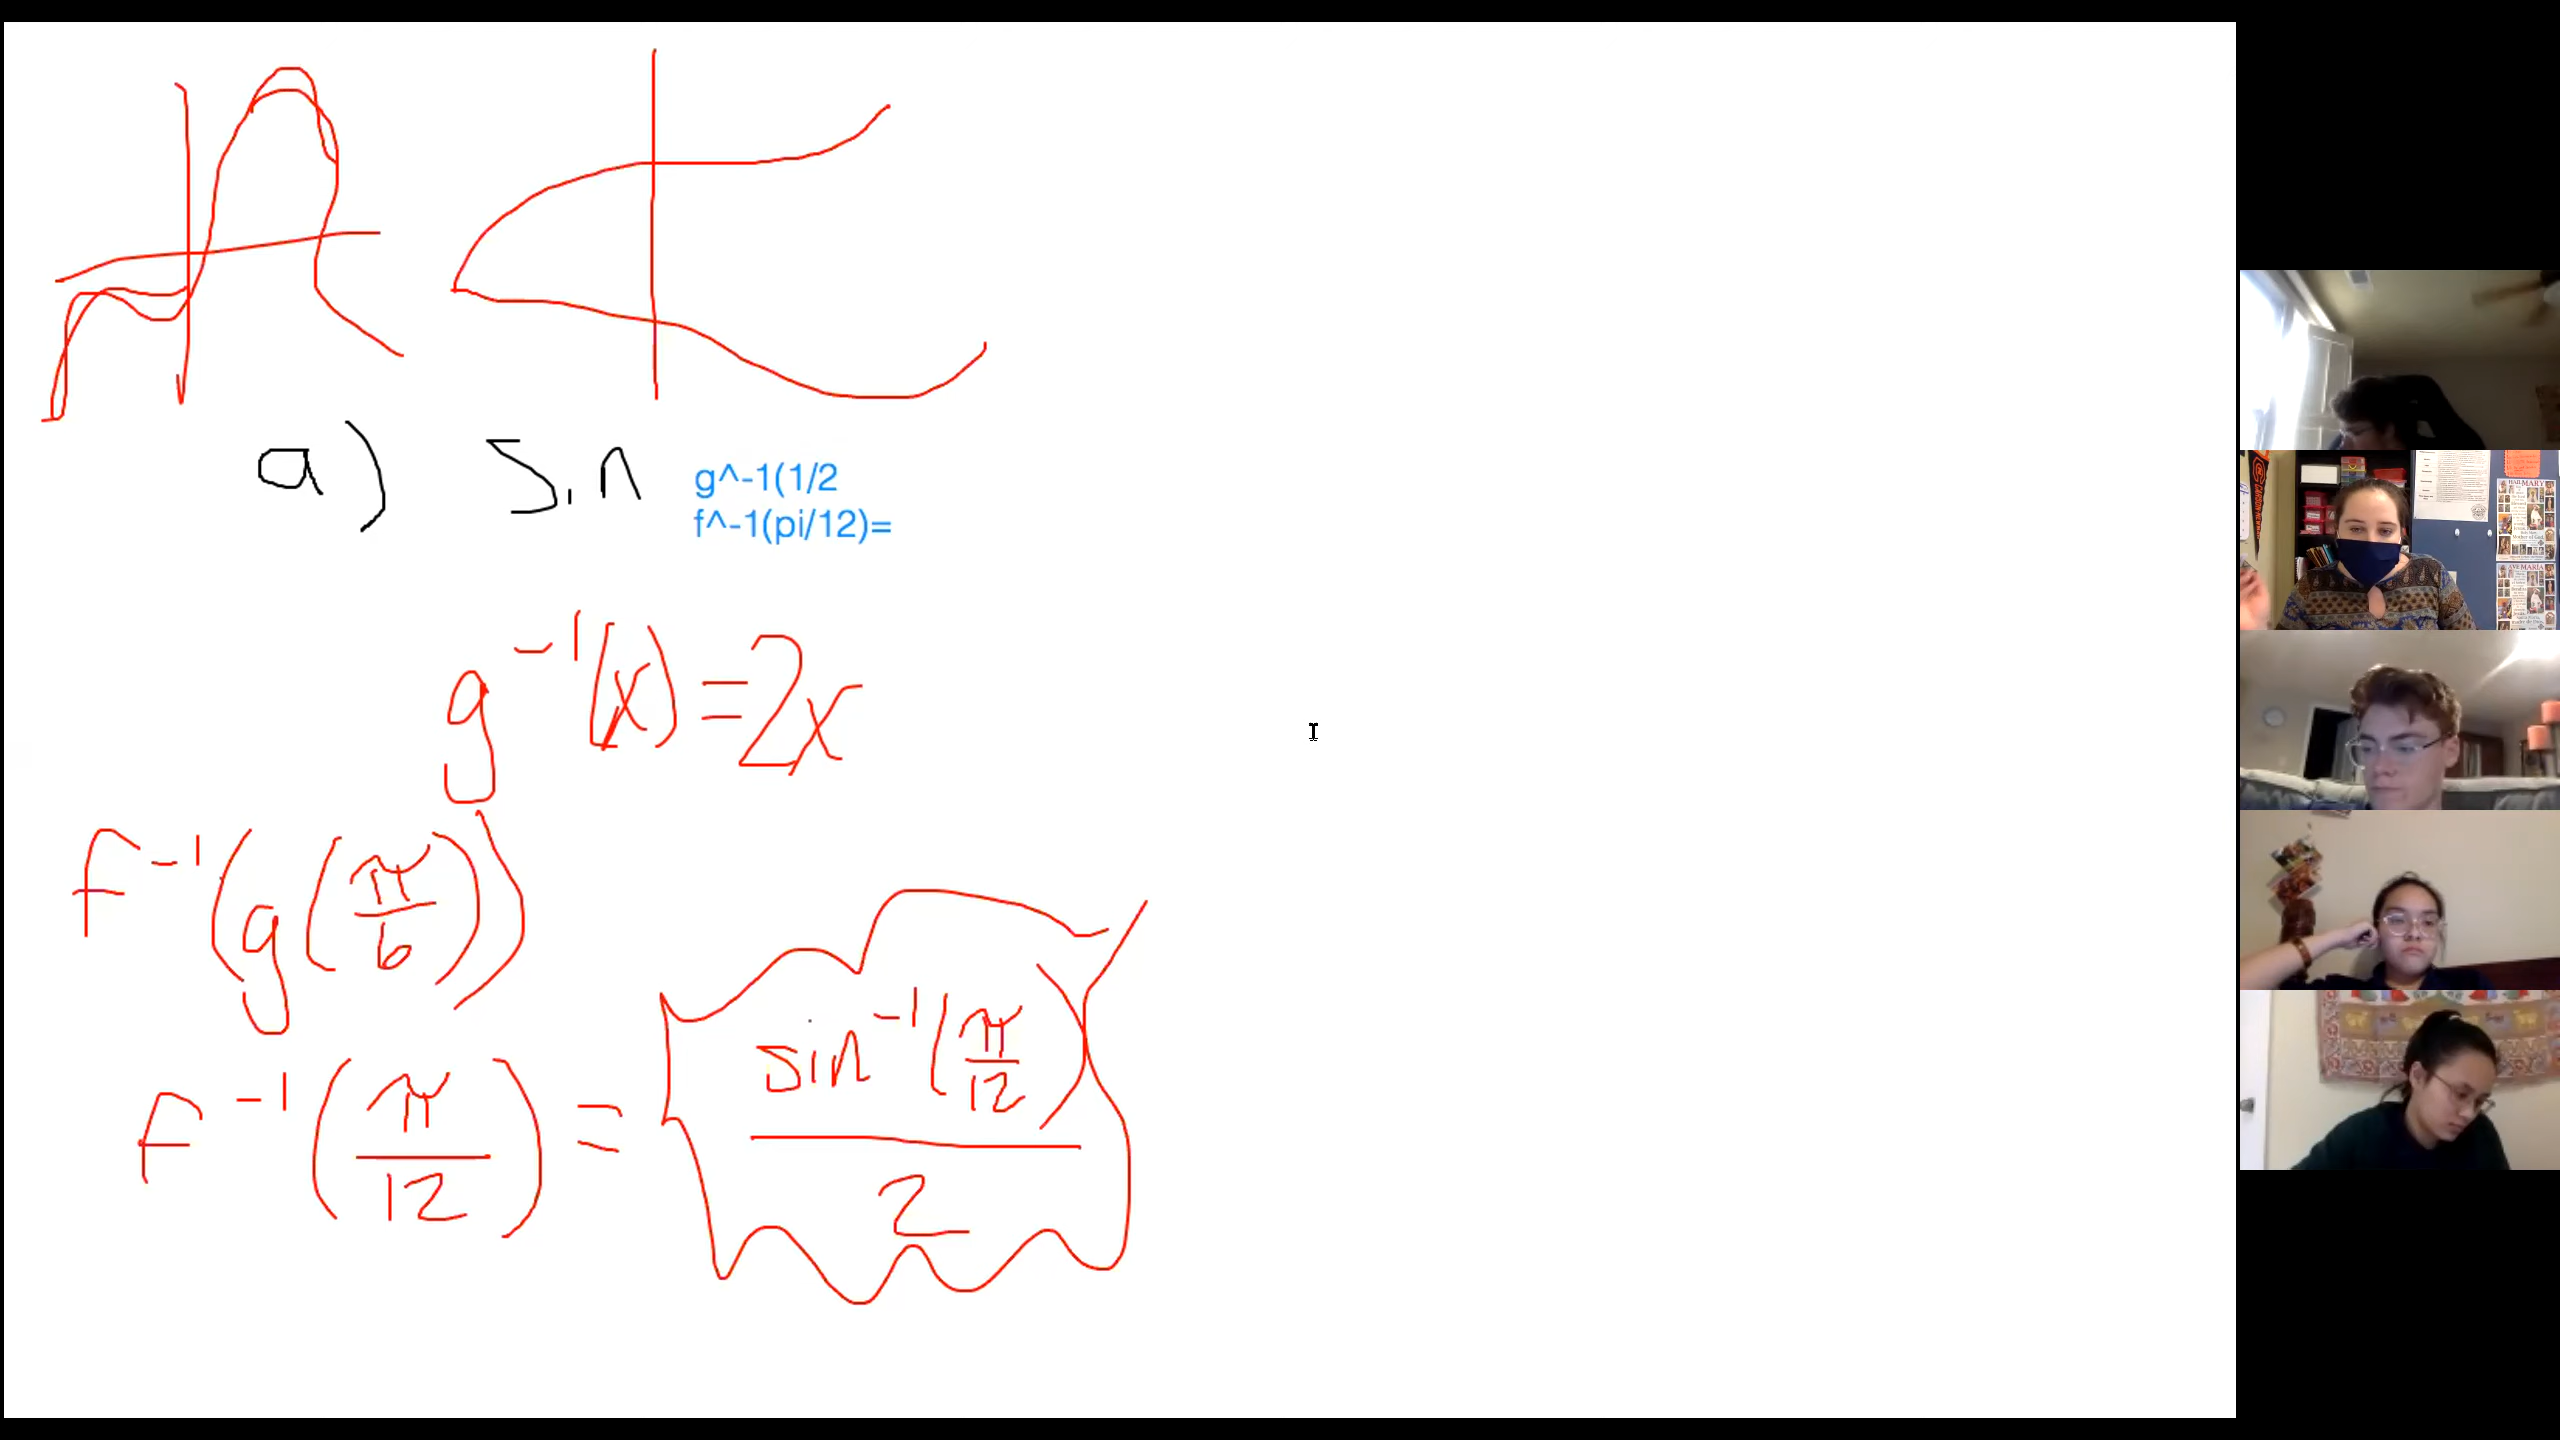 a) sin
g^-1(1/2
f^-1(pi/12)=
g^{-1}(x)=2x
f^{-1}(g(π/6))
f^{-1}(π/12) = sin^{-1}(π/12)/2